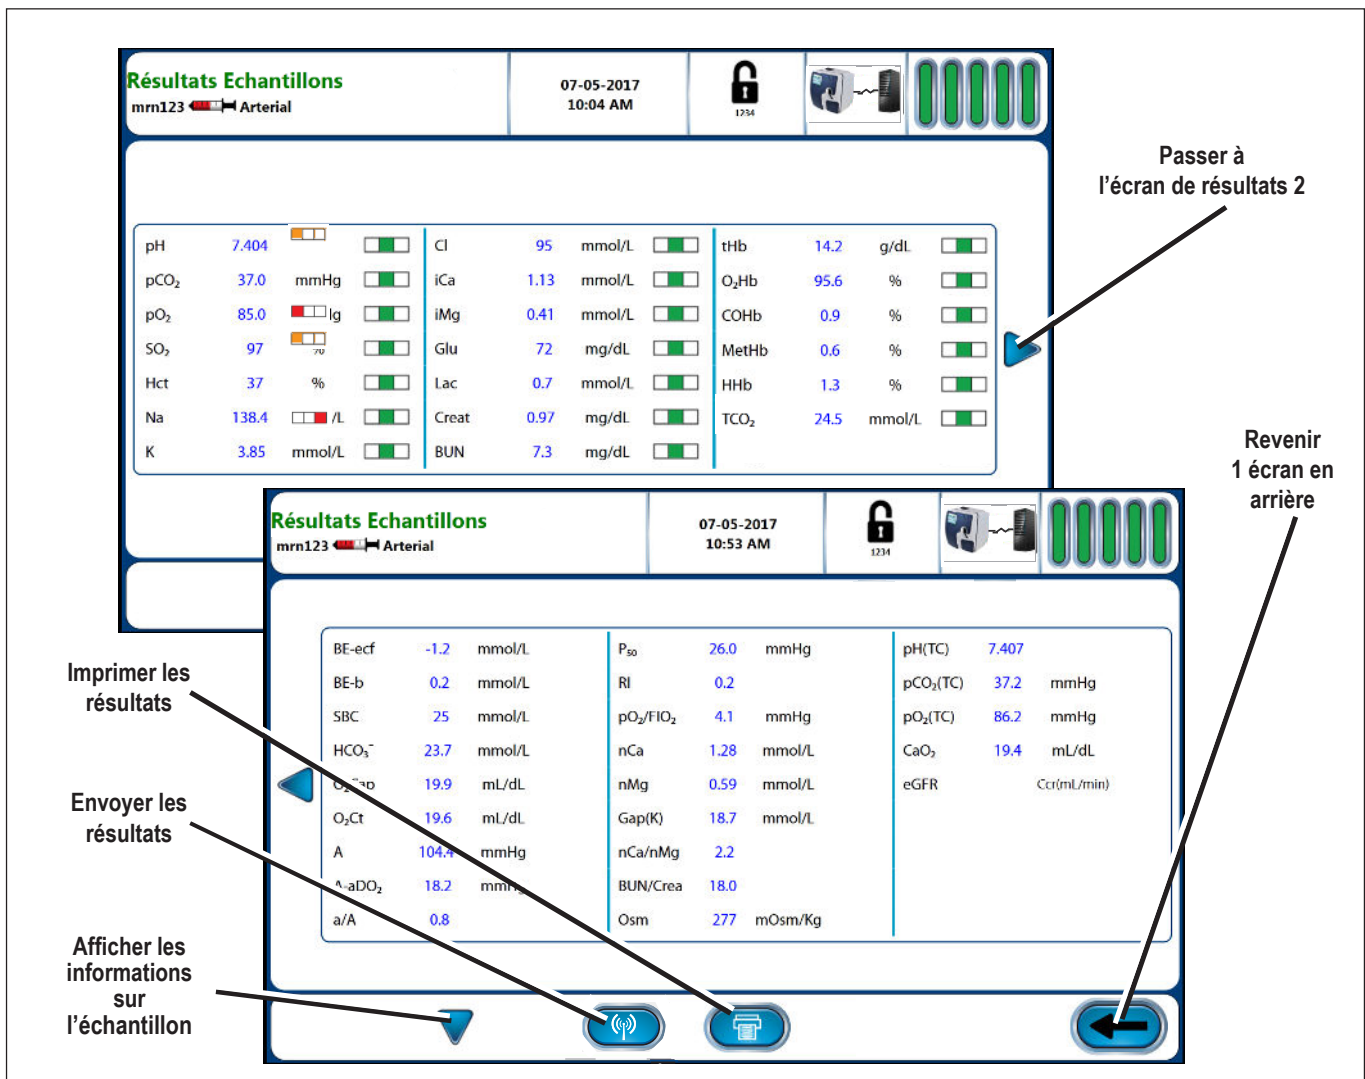 Résultats Echantillons
mrn123 Arterial
07-05-2017
10:04 AM
1234
Passer à
l'écran de résultats 2
pH 7.404
pCO₂ 37.0 mmHg
pO₂ 85.0 lg
SO₂ 97
Hct 37 %
Na 138.4 /L
K 3.85 mmol/L
Cl 95 mmol/L
iCa 1.13 mmol/L
iMg 0.41 mmol/L
Glu 72 mg/dL
Lac 0.7 mmol/L
Creat 0.97 mg/dL
BUN 7.3 mg/dL
tHb 14.2 g/dL
O₂Hb 95.6 %
COHb 0.9 %
MetHb 0.6 %
HHb 1.3 %
TCO₂ 24.5 mmol/L
Revenir
1 écran en
arrière
Résultats Echantillons
mrn123 Arterial
07-05-2017
10:53 AM
1234
BE-ecf -1.2 mmol/L
BE-b 0.2 mmol/L
SBC 25 mmol/L
HCO₃⁻ 23.7 mmol/L
O₂Cap 19.9 mL/dL
O₂Ct 19.6 mL/dL
A 104.4 mmHg
A-aDO₂ 18.2 mmHg
a/A 0.8
P₅₀ 26.0 mmHg
RI 0.2
pO₂/FIO₂ 4.1 mmHg
nCa 1.28 mmol/L
nMg 0.59 mmol/L
Gap(K) 18.7 mmol/L
nCa/nMg 2.2
BUN/Crea 18.0
Osm 277 mOsm/Kg
pH(TC) 7.407
pCO₂(TC) 37.2 mmHg
pO₂(TC) 86.2 mmHg
CaO₂ 19.4 mL/dL
eGFR Ccr(mL/min)
Imprimer les
résultats
Envoyer les
résultats
Afficher les
informations
sur
l'échantillon